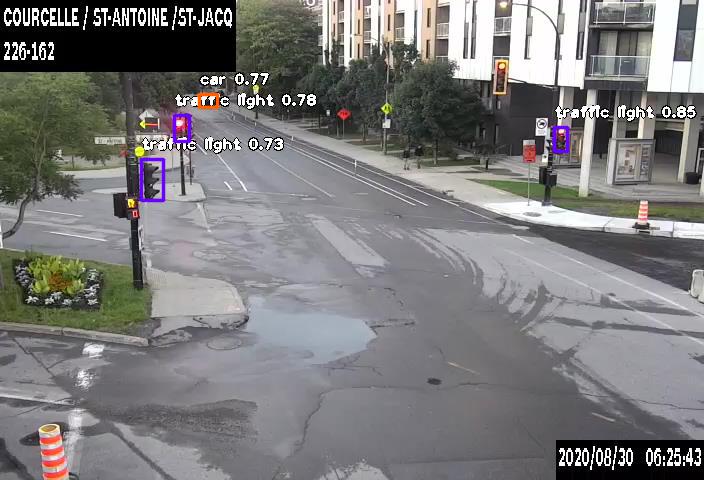 COURCELLE / ST-ANTOINE /ST-JACQ
226-162
car 0.77
traffic light 0.78
traffic light 0.85
traffic light 0.73
2020/08/30 06:25:43